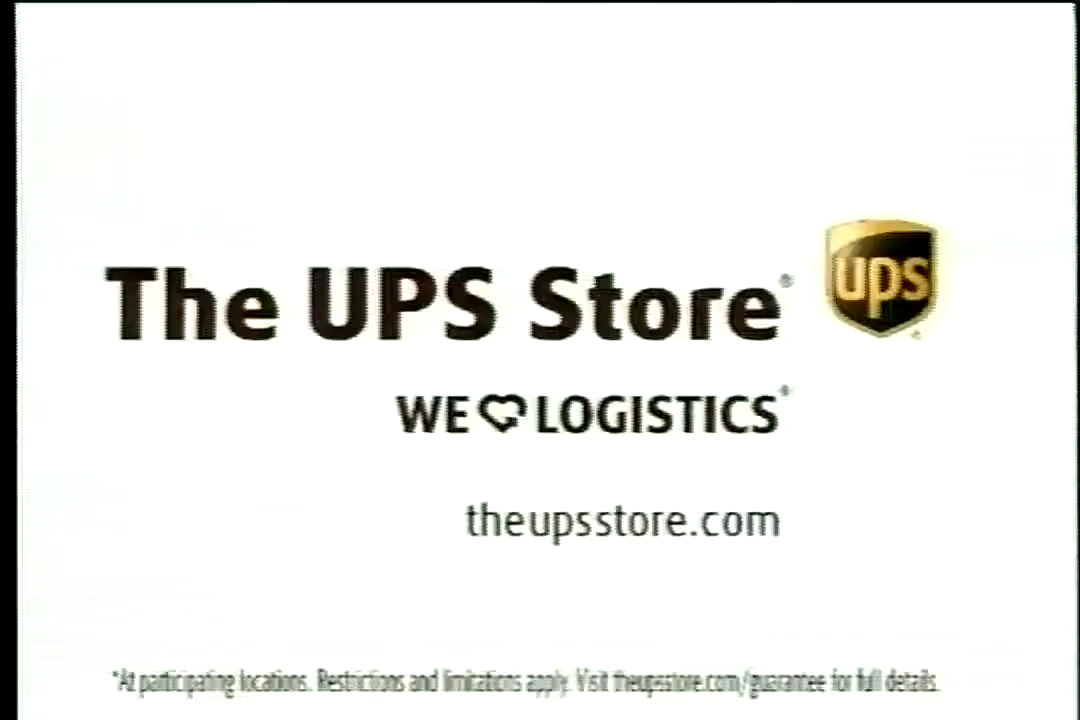 The UPS Store®
ups
WE LOGISTICS®
theupsstore.com
*At participating locations. Restrictions and limitations apply. Visit theupsstore.com/guarantee for full details.